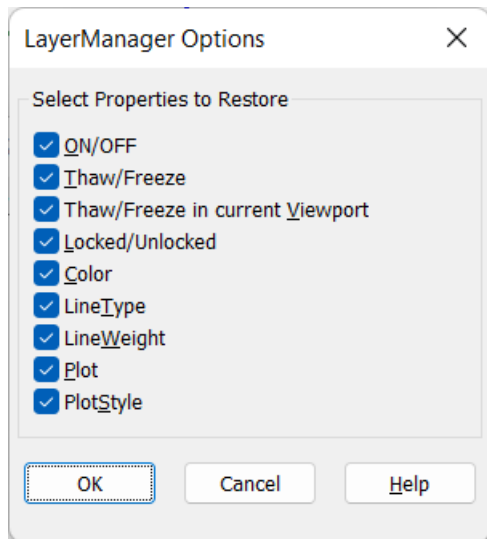 LayerManager Options
Select Properties to Restore
ON/OFF
Thaw/Freeze
Thaw/Freeze in current Viewport
Locked/Unlocked
Color
LineType
LineWeight
Plot
PlotStyle
OK Cancel Help